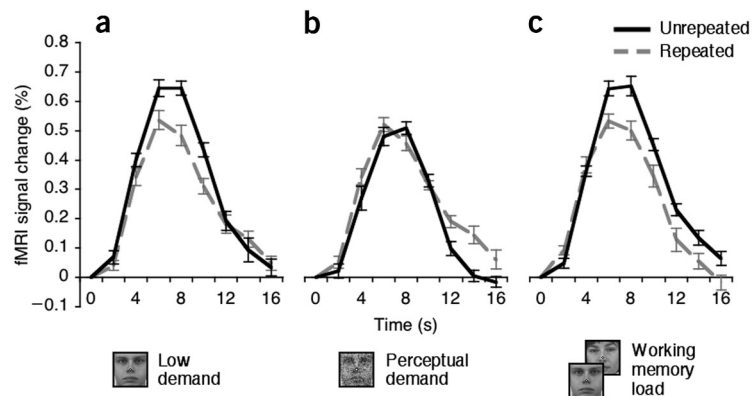 a b c
Unrepeated
Repeated
fMRI signal change (%)
0.8
0.7
0.6
0.5
0.4
0.3
0.2
0.1
0
−0.1
0 4 8 12 16
0 4 8 12 16
0 4 8 12 16
Time (s)
Low
demand
Perceptual
demand
Working
memory
load